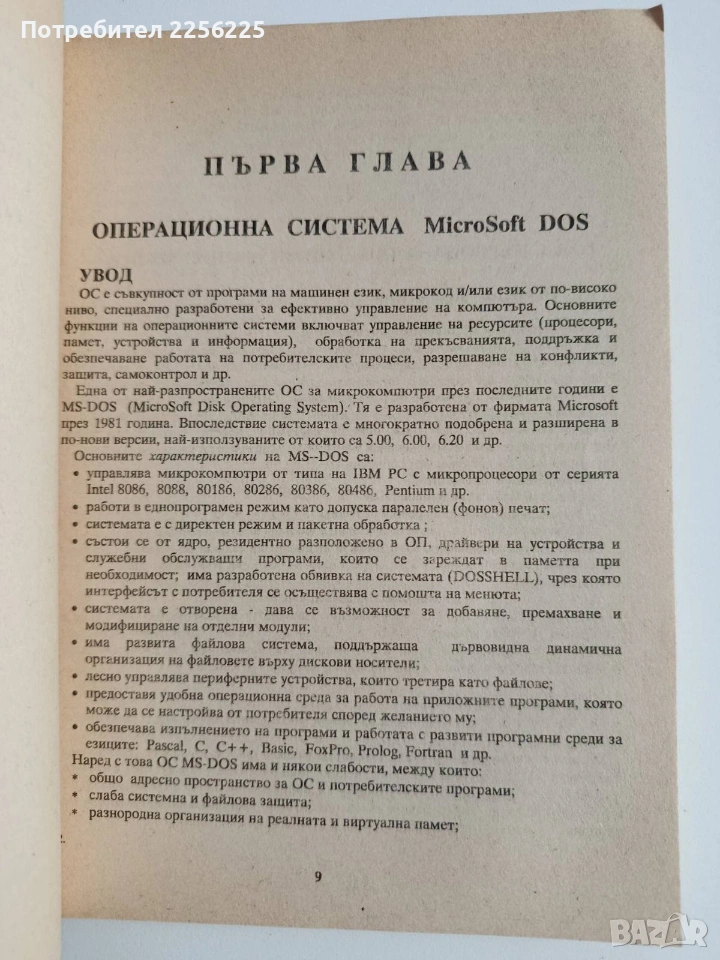 Потребител 2256225
ПЪРВА ГЛАВА
ОПЕРАЦИОННА СИСТЕМА MicroSoft DOS
УВОД
ОС е съвкупност от програми на машинен език, микрокод и/или език от по-високо
ниво, специално разработени за ефективно управление на компютъра. Основните
функции на операционните системи включват управление на ресурсите (процесори,
памет, устройства и информация), обработка на прекъсванията, поддръжка и
обезпечаване работата на потребителските процеси, разрешаване на конфликти,
защита, самоконтрол и др.
Една от най-разпространените ОС за микрокомпютри през последните години е
MS-DOS (MicroSoft Disk Operating System). Тя е разработена от фирмата Microsoft
през 1981 година. Впоследствие системата е многократно подобрена и разширена в
по-нови версии, най-използуваните от които са 5.00, 6.00, 6.20 и др.
Основните характеристики на MS--DOS са:
• управлява микрокомпютри от типа на IBM PC с микропроцесори от серията
Intel 8086, 8088, 80186, 80286, 80386, 80486, Pentium и др.
• работи в еднопрограмен режим като допуска паралелен (фонов) печат;
• системата е с директен режим и пакетна обработка ;
• състои се от ядро, резидентно разположено в ОП, драйвери на устройства и
служебни обслужващи програми, които се зареждат в паметта при
необходимост; има разработена обвивка на системата (DOSSHELL), чрез която
интерфейсът с потребителя се осъществява с помощта на менюта;
• системата е отворена - дава се възможност за добавяне, премахване и
модифициране на отделни модули;
• има развита файлова система, поддържаща дървовидна динамична
организация на файловете върху дискови носители;
• лесно управлява периферните устройства, които третира като файлове;
• предоставя удобна операционна среда за работа на приложните програми, която
може да се настройва от потребителя според желанието му;
• обезпечава изпълнението на програми и работата с развити програмни среди за
езиците: Pascal, C, C++, Basic, FoxPro, Prolog, Fortran и др.
Наред с това ОС MS-DOS има и някои слабости, между които:
* общо адресно пространство за ОС и потребителските програми;
* слаба системна и файлова защита;
* разнородна организация на реалната и виртуална памет;
2.
9
BAZAR